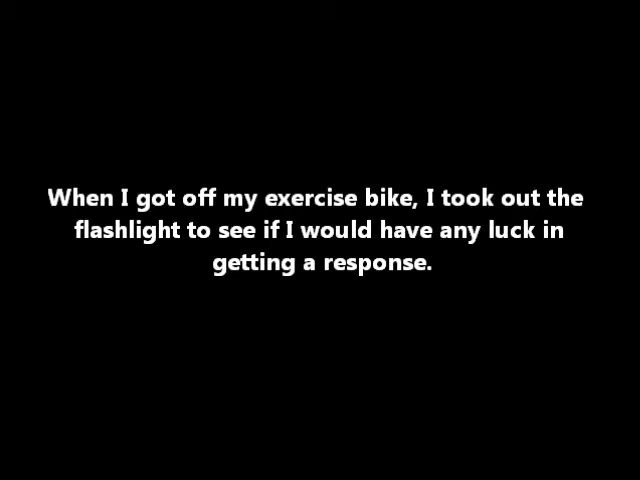 When I got off my exercise bike, I took out the
flashlight to see if I would have any luck in
getting a response.